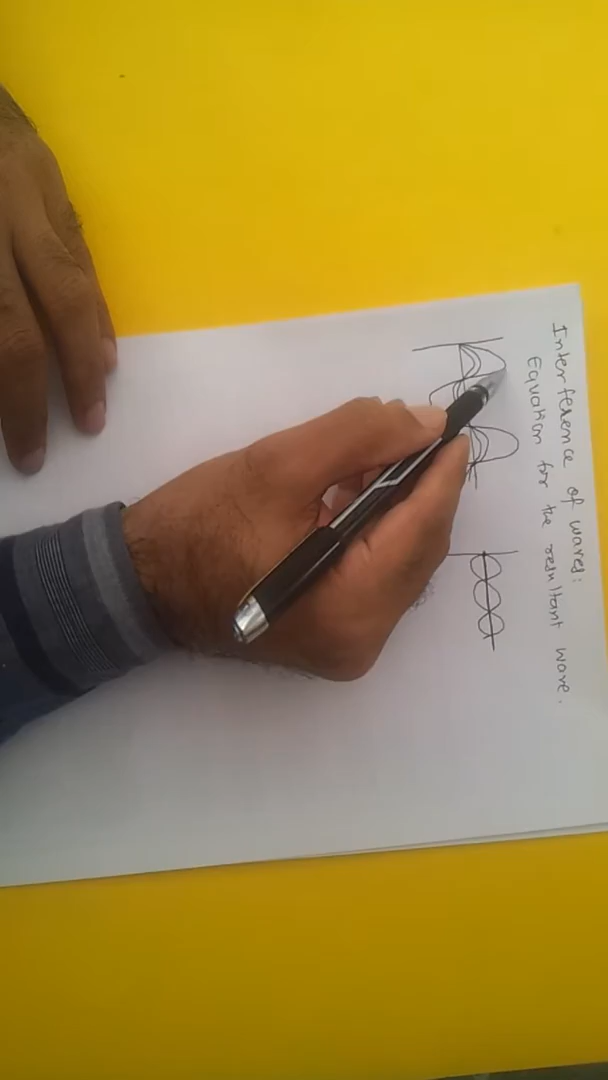 Interference of waves:
Equation for the resultant wave.